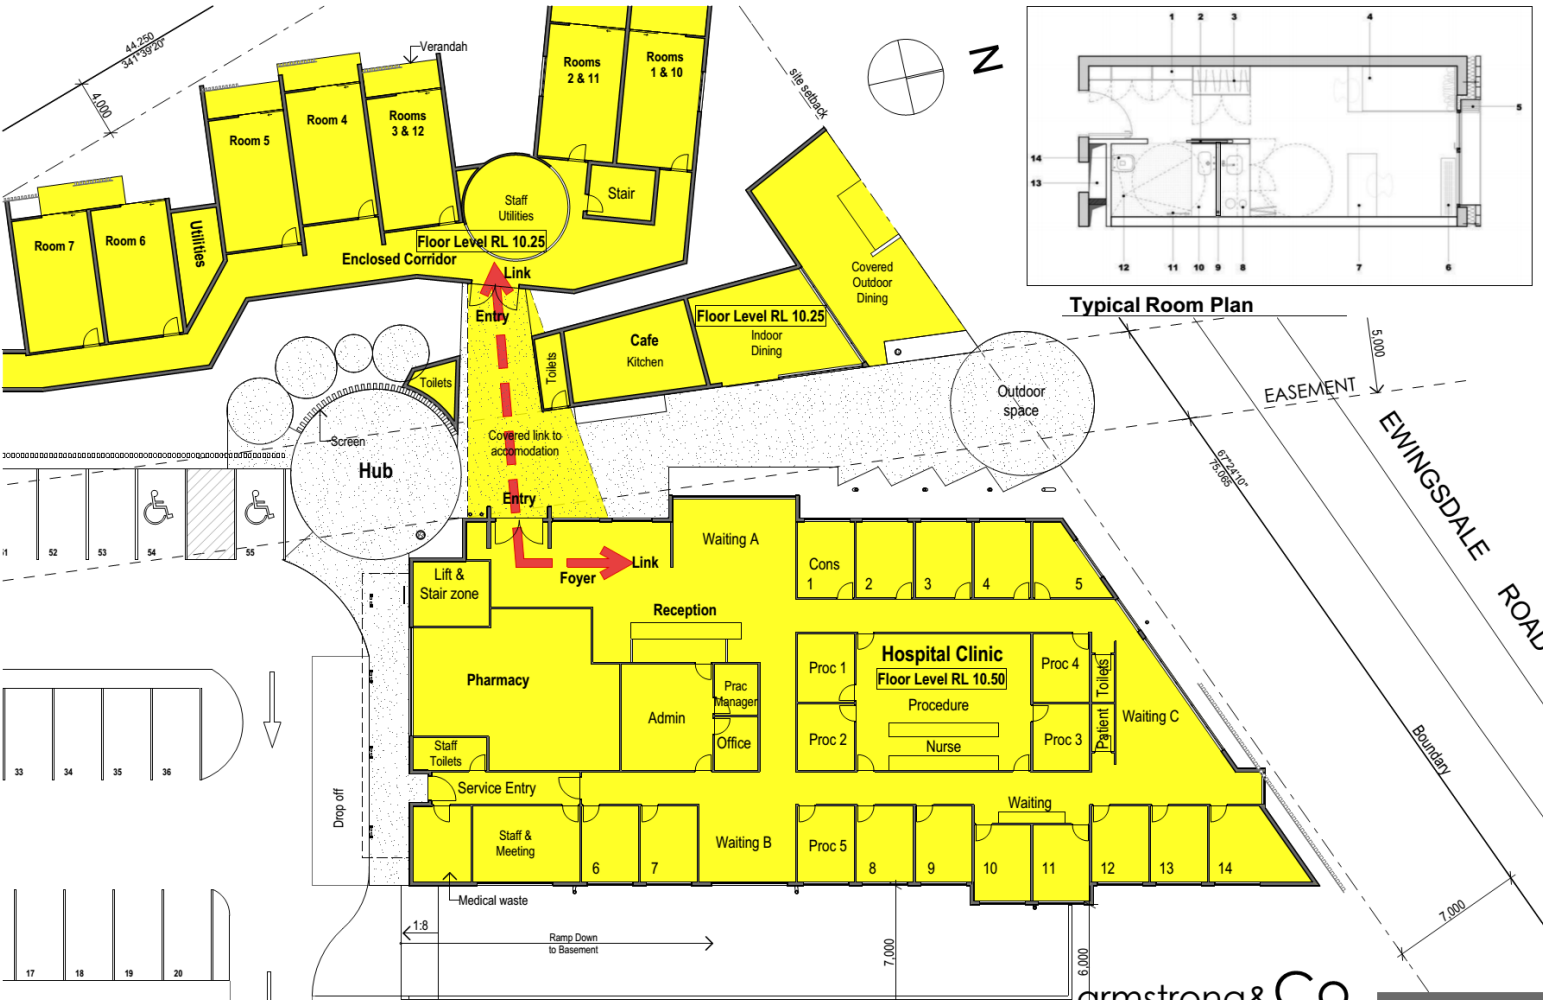 44.250
341°39'20"
4.000
Verandah
Rooms
2 & 11
Rooms
1 & 10
site setback
N
Room 5
Room 4
Rooms
3 & 12
Room 7
Room 6
Utilities
Staff
Utilities
Stair
Floor Level RL 10.25
Enclosed Corridor
Link
Entry
Covered
Outdoor
Dining
Floor Level RL 10.25
Indoor
Dining
Cafe
Kitchen
Toilets
Toilets
1
2
3
4
5
14
13
12
11
10
9
8
7
6
Typical Room Plan
5.000
EASEMENT
EWINGSDALE ROAD
67°24'10"
75.065
Outdoor
space
Screen
Hub
Covered link to
accomodation
Entry
52
53
54
55
Link
Foyer
Lift &
Stair zone
Waiting A
Cons
1
2
3
4
5
Reception
Pharmacy
Hospital Clinic
Floor Level RL 10.50
Procedure
Nurse
Proc 1
Proc 2
Proc 4
Proc 3
Toilets
Patient
Waiting C
Prac
Manager
Admin
Office
Staff
Toilets
Service Entry
Waiting
Boundary
33
34
35
36
Drop off
Staff &
Meeting
6
7
Waiting B
Proc 5
8
9
10
11
12
13
14
Medical waste
1:8
Ramp Down
to Basement
7.000
6.000
7.000
17
18
19
20
armstrong& Co